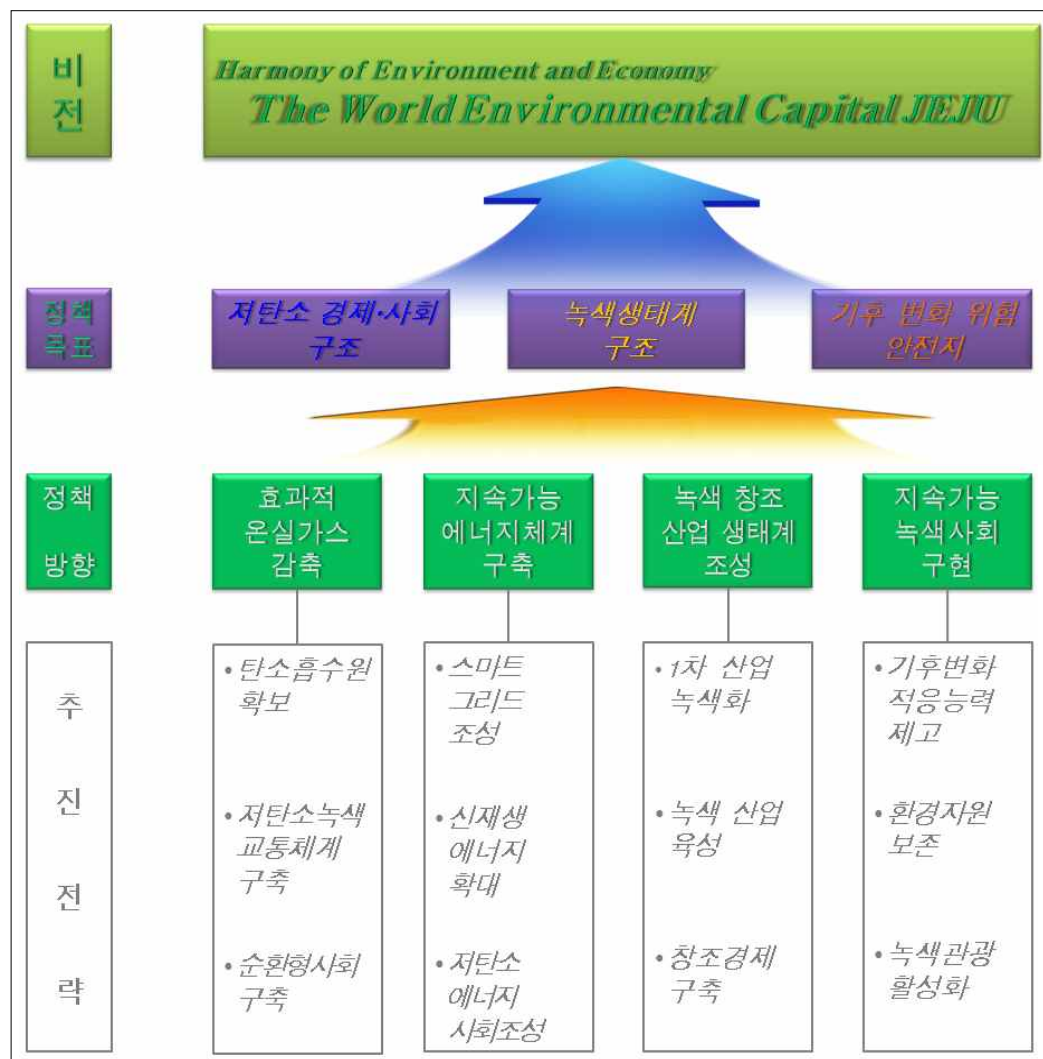 비
전
Harmony of Environment and Economy
The World Environmental Capital JEJU
정책
목표
저탄소 경제·사회
구조
녹색생태계
구조
기후 변화 위험
안전지
정책
방향
효과적
온실가스
감축
지속가능
에너지체계
구축
녹색 창조
산업 생태계
조성
지속가능
녹색사회
구현
추
진
전
략
• 탄소흡수원
확보
• 저탄소녹색
교통체계
구축
• 순환형사회
구축
• 스마트
그리드
조성
• 신재생
에너지
확대
• 저탄소
에너지
사회조성
• 1차 산업
녹색화
• 녹색 산업
육성
• 창조경제
구축
• 기후변화
적응능력
제고
• 환경자원
보존
• 녹색관광
활성화